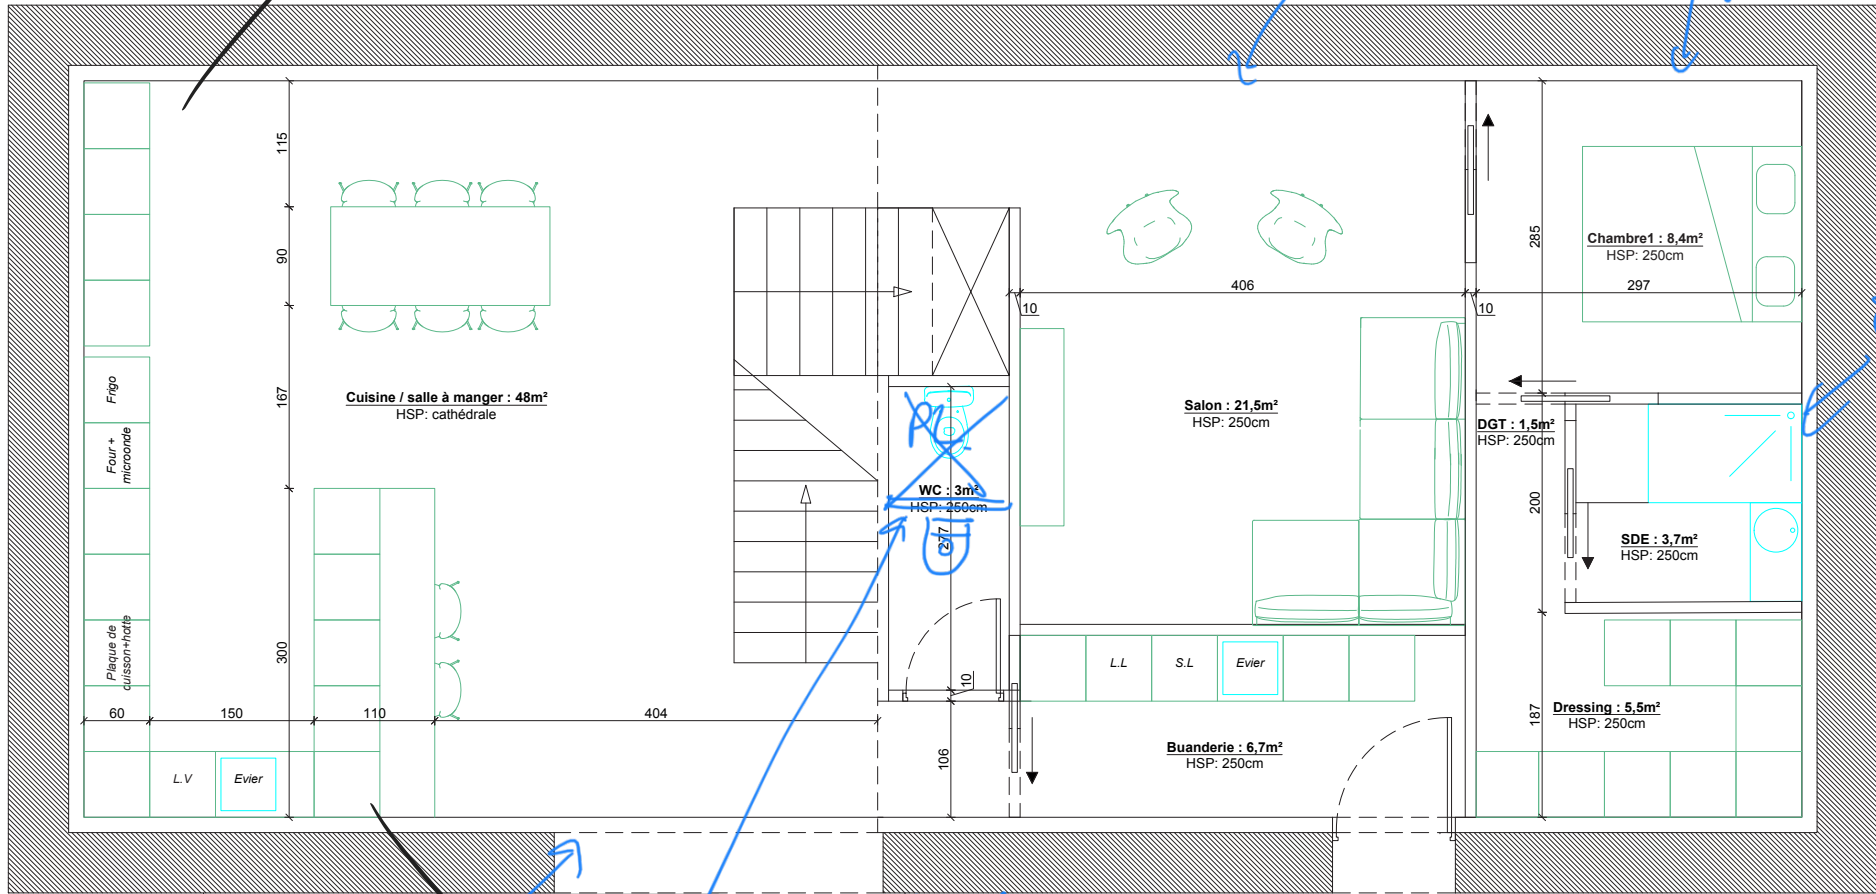 115
90
167
300
Frigo
Four +
microonde
Plaque de
cuisson+hotte
Cuisine / salle à manger : 48m²
HSP: cathédrale
60
150
110
404
L.V
Evier
PL
WC : 3m²
HSP: 250cm
277
10
106
10
406
10
297
Salon : 21,5m²
HSP: 250cm
L.L
S.L
Evier
Buanderie : 6,7m²
HSP: 250cm
285
Chambre1 : 8,4m²
HSP: 250cm
DGT : 1,5m²
HSP: 250cm
200
SDE : 3,7m²
HSP: 250cm
187
Dressing : 5,5m²
HSP: 250cm